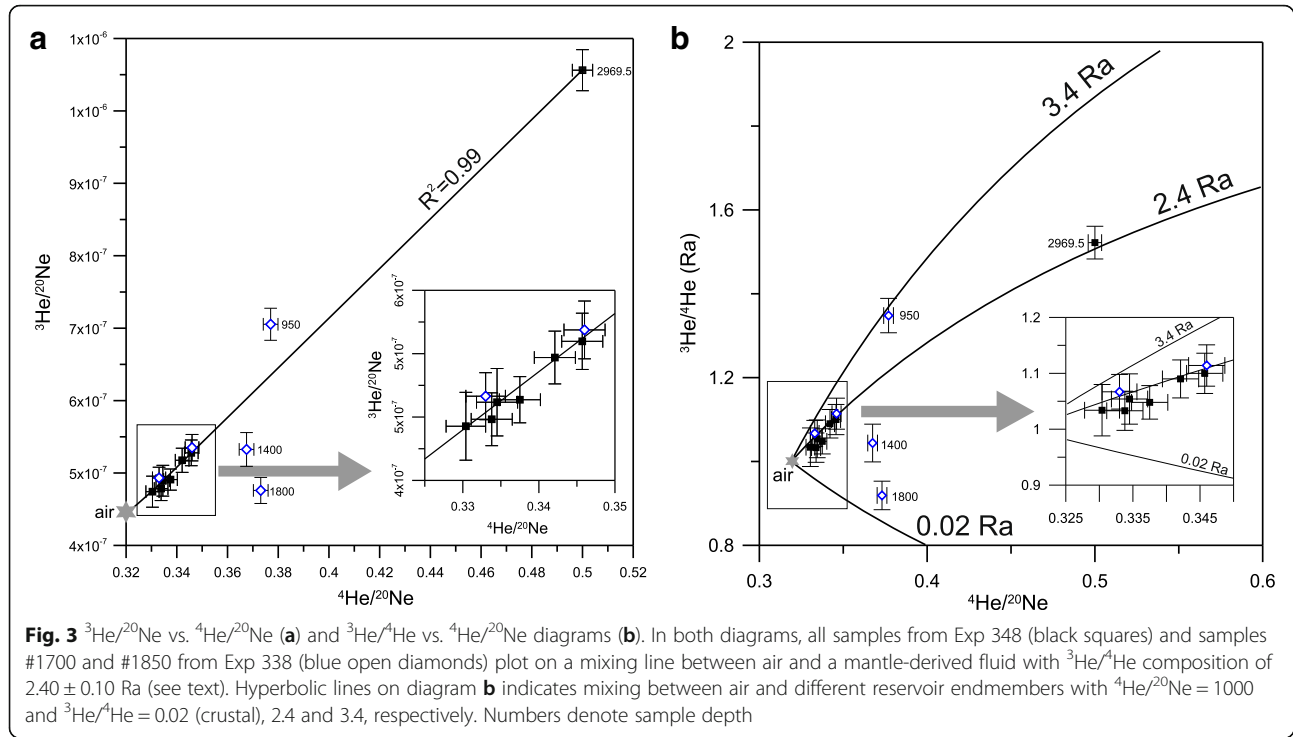 a
1x10⁻⁶
1x10⁻⁶
9x10⁻⁷
8x10⁻⁷
7x10⁻⁷
6x10⁻⁷
5x10⁻⁷
4x10⁻⁷
³He/²⁰Ne
0.32 0.34 0.36 0.38 0.4 0.42 0.44 0.46 0.48 0.5 0.52
⁴He/²⁰Ne
air
R²=0.99
2969.5
950
1400
1800
6x10⁻⁷
5x10⁻⁷
5x10⁻⁷
4x10⁻⁷
³He/²⁰Ne
0.33 0.34 0.35
⁴He/²⁰Ne
b
2
1.6
1.2
0.8
³He/⁴He (Ra)
0.3 0.4 0.5 0.6
⁴He/²⁰Ne
air
3.4 Ra
2.4 Ra
0.02 Ra
2969.5
950
1400
1800
1.2
1.1
1.0
0.9
0.325 0.335 0.345
3.4 Ra
0.02 Ra
Fig. 3 ³He/²⁰Ne vs. ⁴He/²⁰Ne (a) and ³He/⁴He vs. ⁴He/²⁰Ne diagrams (b). In both diagrams, all samples from Exp 348 (black squares) and samples
#1700 and #1850 from Exp 338 (blue open diamonds) plot on a mixing line between air and a mantle-derived fluid with ³He/⁴He composition of
2.40 ± 0.10 Ra (see text). Hyperbolic lines on diagram b indicates mixing between air and different reservoir endmembers with ⁴He/²⁰Ne = 1000
and ³He/⁴He = 0.02 (crustal), 2.4 and 3.4, respectively. Numbers denote sample depth